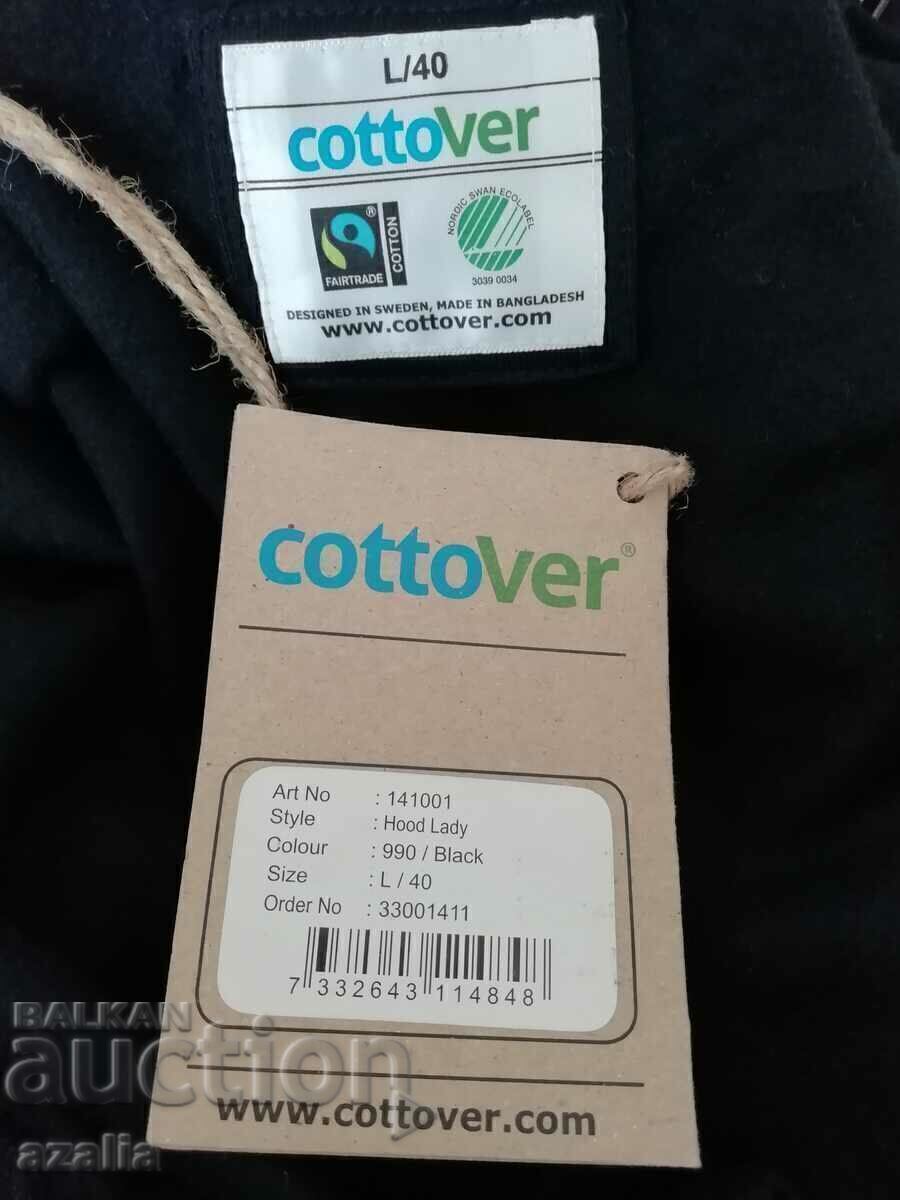 L/40
cottover
FAIRTRADE
®
COTTON
NORDIC SWAN ECOLABEL
3039 0034
DESIGNED IN SWEDEN, MADE IN BANGLADESH
www.cottover.com
cottover®
Art No : 141001
Style : Hood Lady
Colour : 990 / Black
Size : L / 40
Order No : 33001411
7 332643 114848
www.cottover.com
BALKAN
auction
azalia